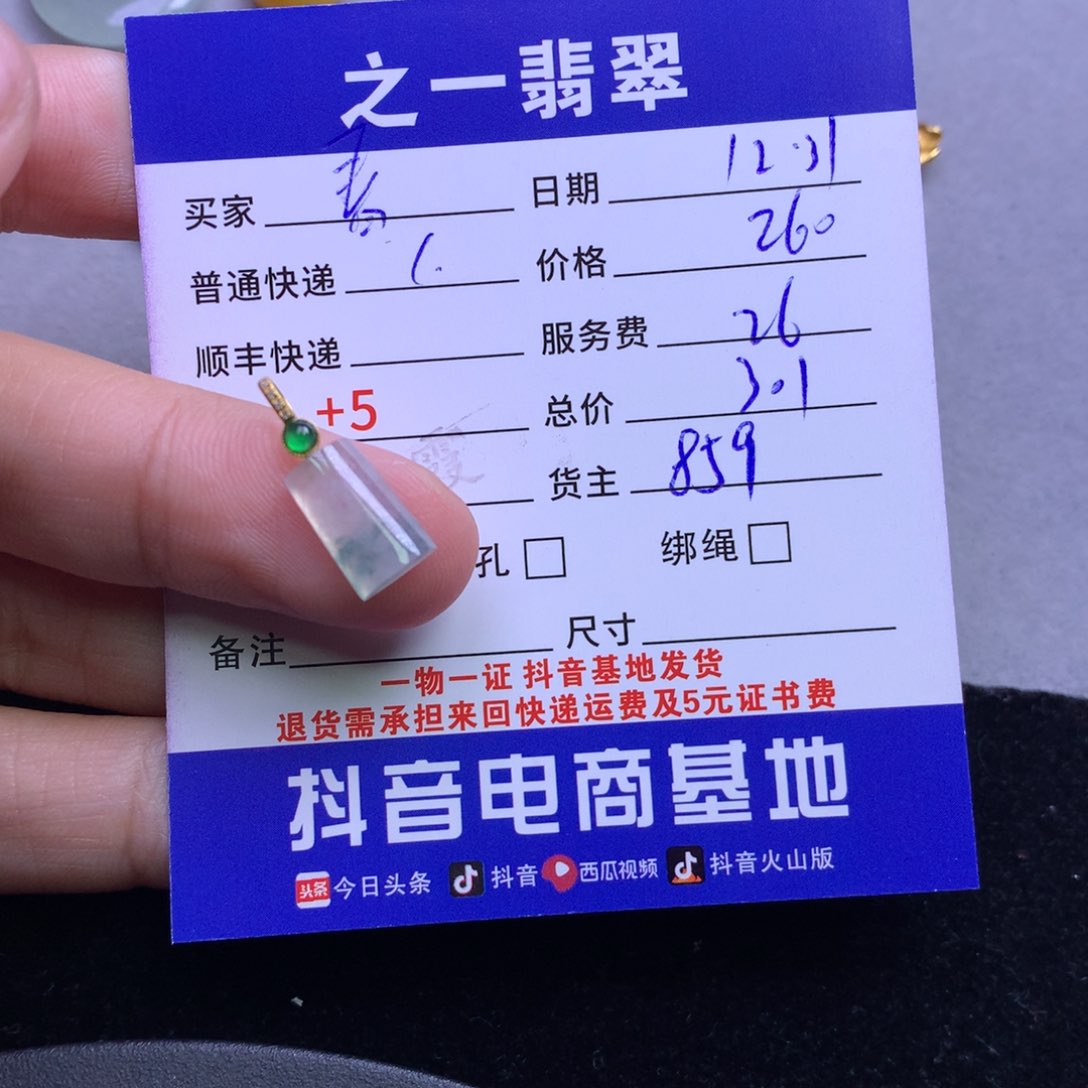 之一翡翠
买家 日期 12.31
普通快递 价格 260
顺丰快递 服务费 26
+5 总价 301
霞 货主 859
孔 绑绳
备注 尺寸
一物一证 抖音基地发货
退货需承担来回快递运费及5元证书费
抖音电商基地
头条 今日头条 抖音 西瓜视频 抖音火山版